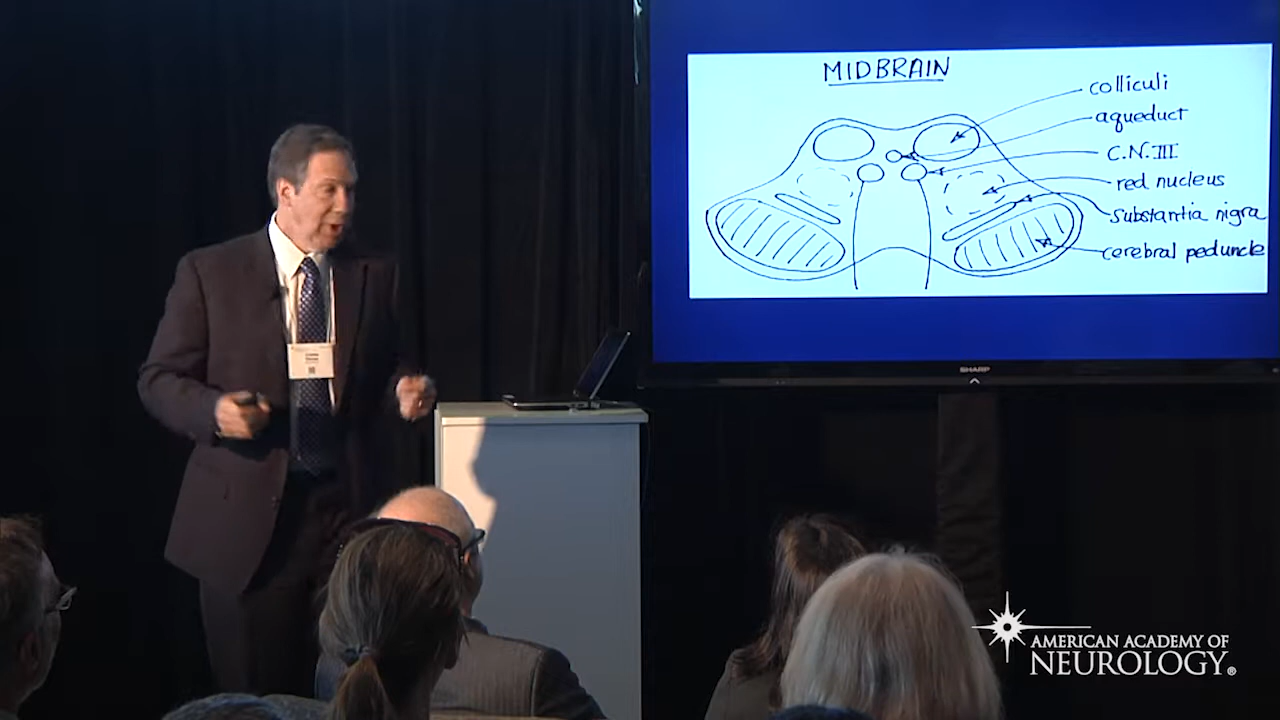 MIDBRAIN
colliculi
aqueduct
C.N.III
red nucleus
substantia nigra
cerebral peduncle
SHARP
AMERICAN ACADEMY OF
NEUROLOGY®